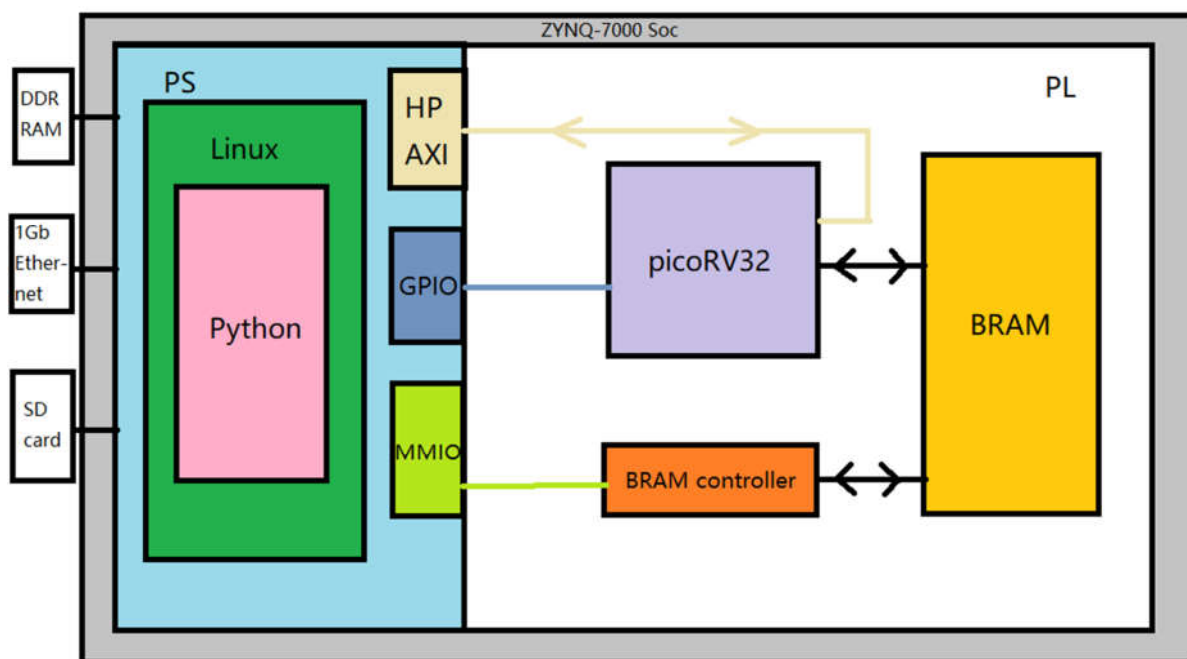 ZYNQ-7000 Soc
PS
PL
DDR
RAM
HP
AXI
Linux
1Gb
Ether-
net
GPIO
picoRV32
Python
BRAM
SD
card
MMIO
BRAM controller